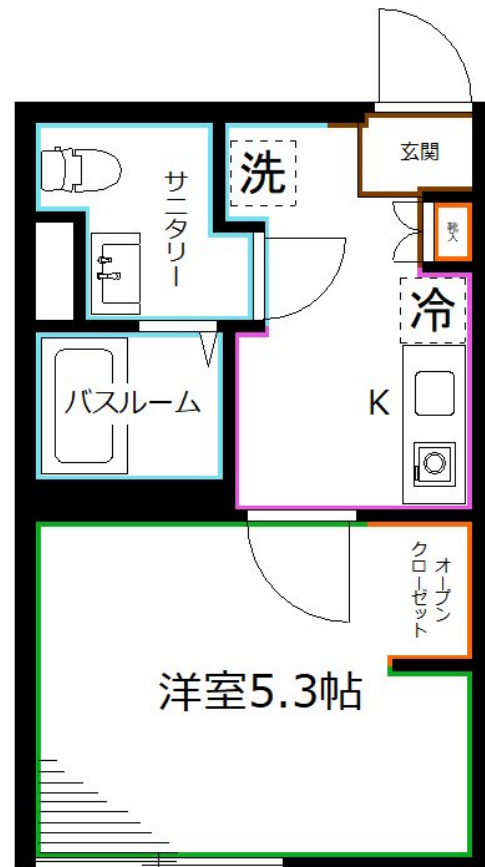 玄関
洗
サニタリー
靴入
冷
バスルーム
K
オープン
クローゼット
洋室5.3帖